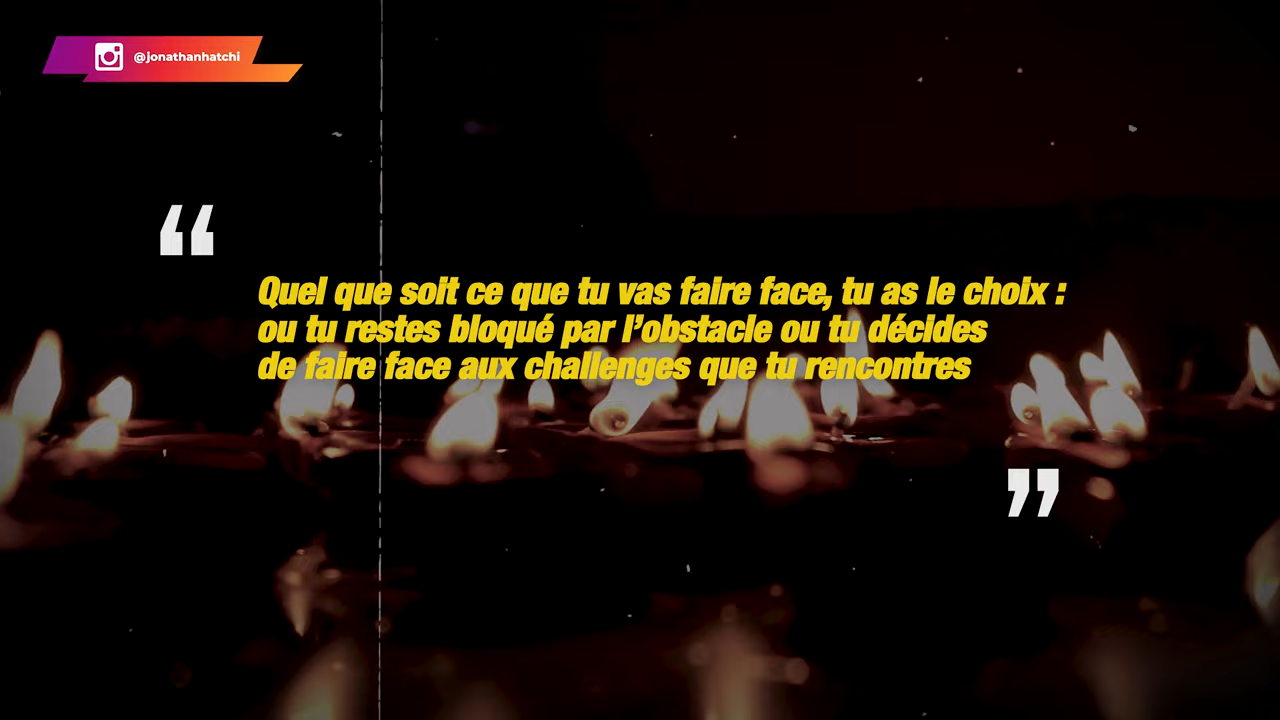 @jonathanhatchi
“
Quel que soit ce que tu vas faire face, tu as le choix :
ou tu restes bloqué par l’obstacle ou tu décides
de faire face aux challenges que tu rencontres
”